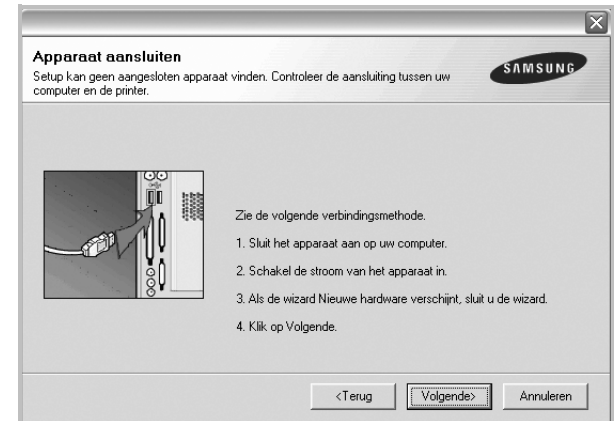 Apparaat aansluiten
Setup kan geen aangesloten apparaat vinden. Controleer de aansluiting tussen uw
computer en de printer.
SAMSUNG
Zie de volgende verbindingsmethode.
1. Sluit het apparaat aan op uw computer.
2. Schakel de stroom van het apparaat in.
3. Als de wizard Nieuwe hardware verschijnt, sluit u de wizard.
4. Klik op Volgende.
<Terug
Volgende>
Annuleren